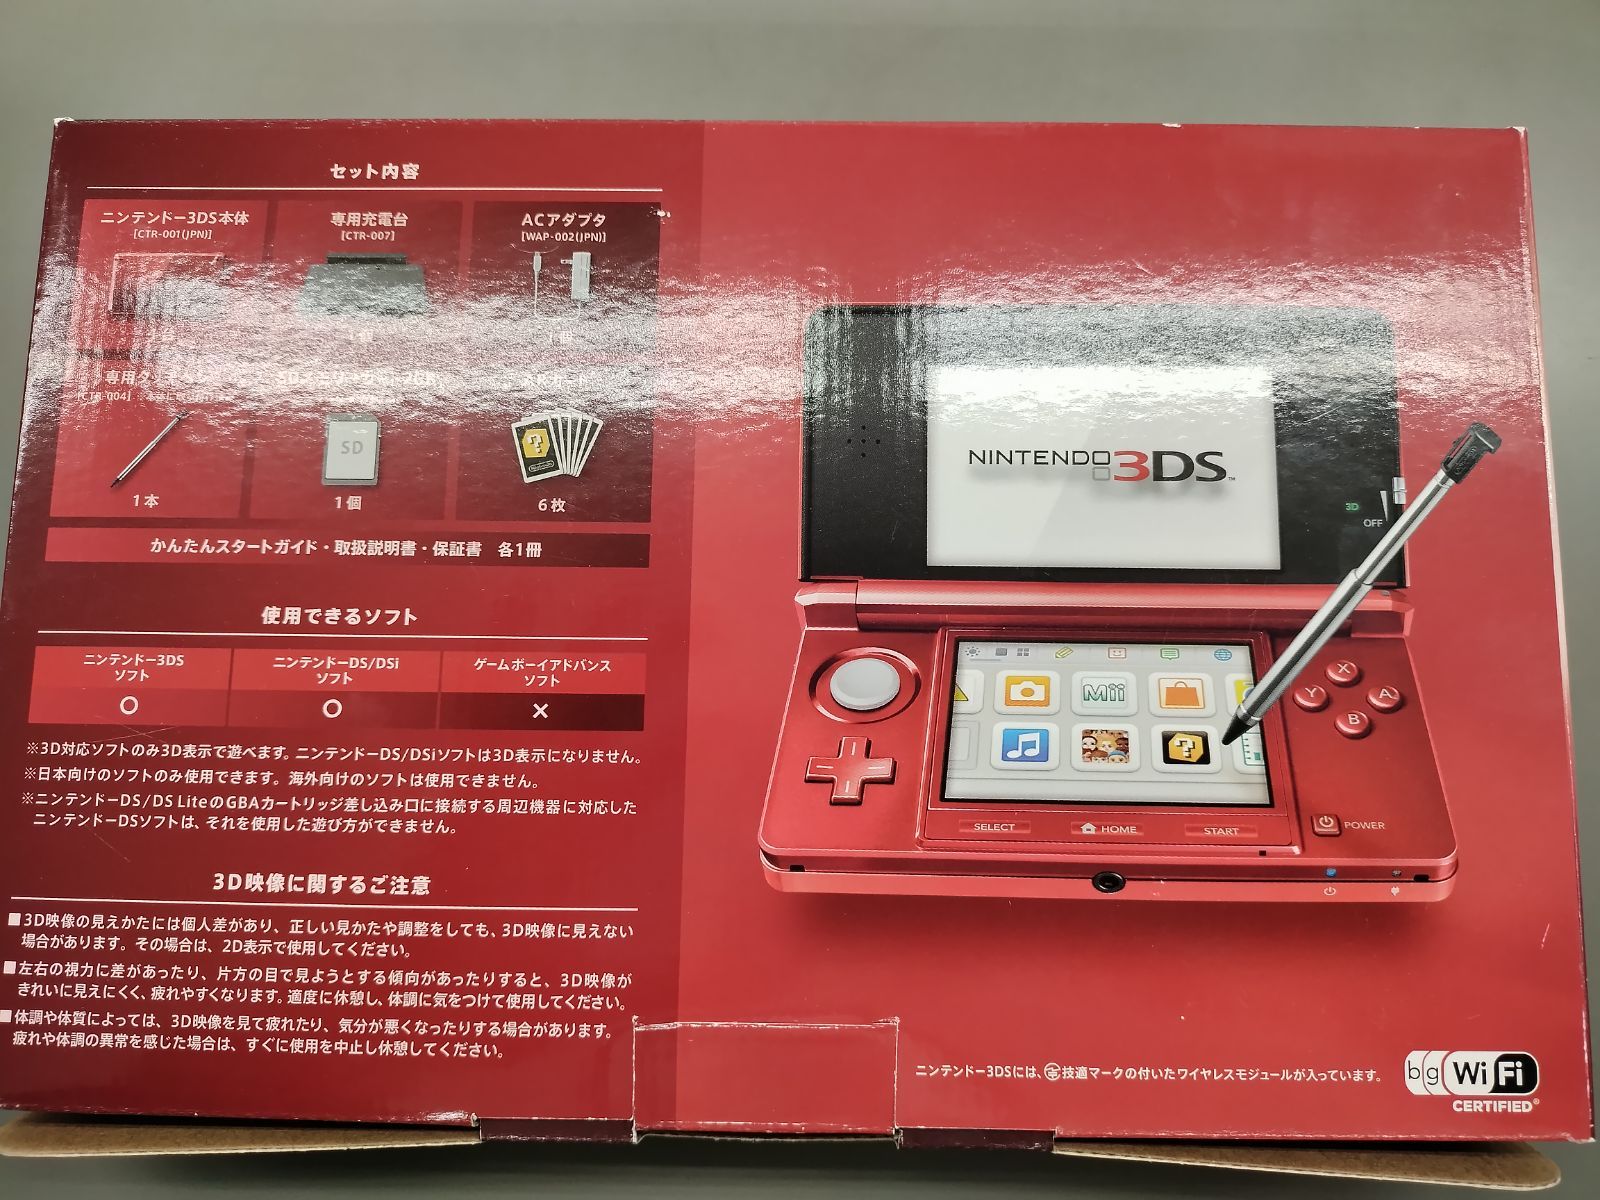 セット内容
ニンテンドー3DS本体
[CTR-001(JPN)]
専用充電台
[CTR-007]
ACアダプタ
[WAP-002(JPN)]
専用タ
[CTR-004]
1本
SD
1個
6枚
かんたんスタートガイド・取扱説明書・保証書 各1冊
使用できるソフト
ニンテンドー3DS
ソフト
○
ニンテンドーDS/DSi
ソフト
○
ゲームボーイアドバンス
ソフト
×
※3D対応ソフトのみ3D表示で遊べます。ニンテンドーDS/DSiソフトは3D表示になりません。
※日本向けのソフトのみ使用できます。海外向けのソフトは使用できません。
※ニンテンドーDS/DS LiteのGBAカートリッジ差し込み口に接続する周辺機器に対応した
ニンテンドーDSソフトは、それを使用した遊び方ができません。
3D映像に関するご注意
■3D映像の見えかたには個人差があり、正しい見かたや調整をしても、3D映像に見えない
場合があります。その場合は、2D表示で使用してください。
■左右の視力に差があったり、片方の目で見ようとする傾向があったりすると、3D映像が
きれいに見えにくく、疲れやすくなります。適度に休憩し、体調に気をつけて使用してください。
■体調や体質によっては、3D映像を見て疲れたり、気分が悪くなったりする場合があります。
疲れや体調の異常を感じた場合は、すぐに使用を中止し休憩してください。
NINTENDO 3DS™
3D
OFF
Mii
X
Y
A
B
SELECT
HOME
START
POWER
ニンテンドー3DSには、技適マークの付いたワイヤレスモジュールが入っています。
bg Wi Fi
CERTIFIED®